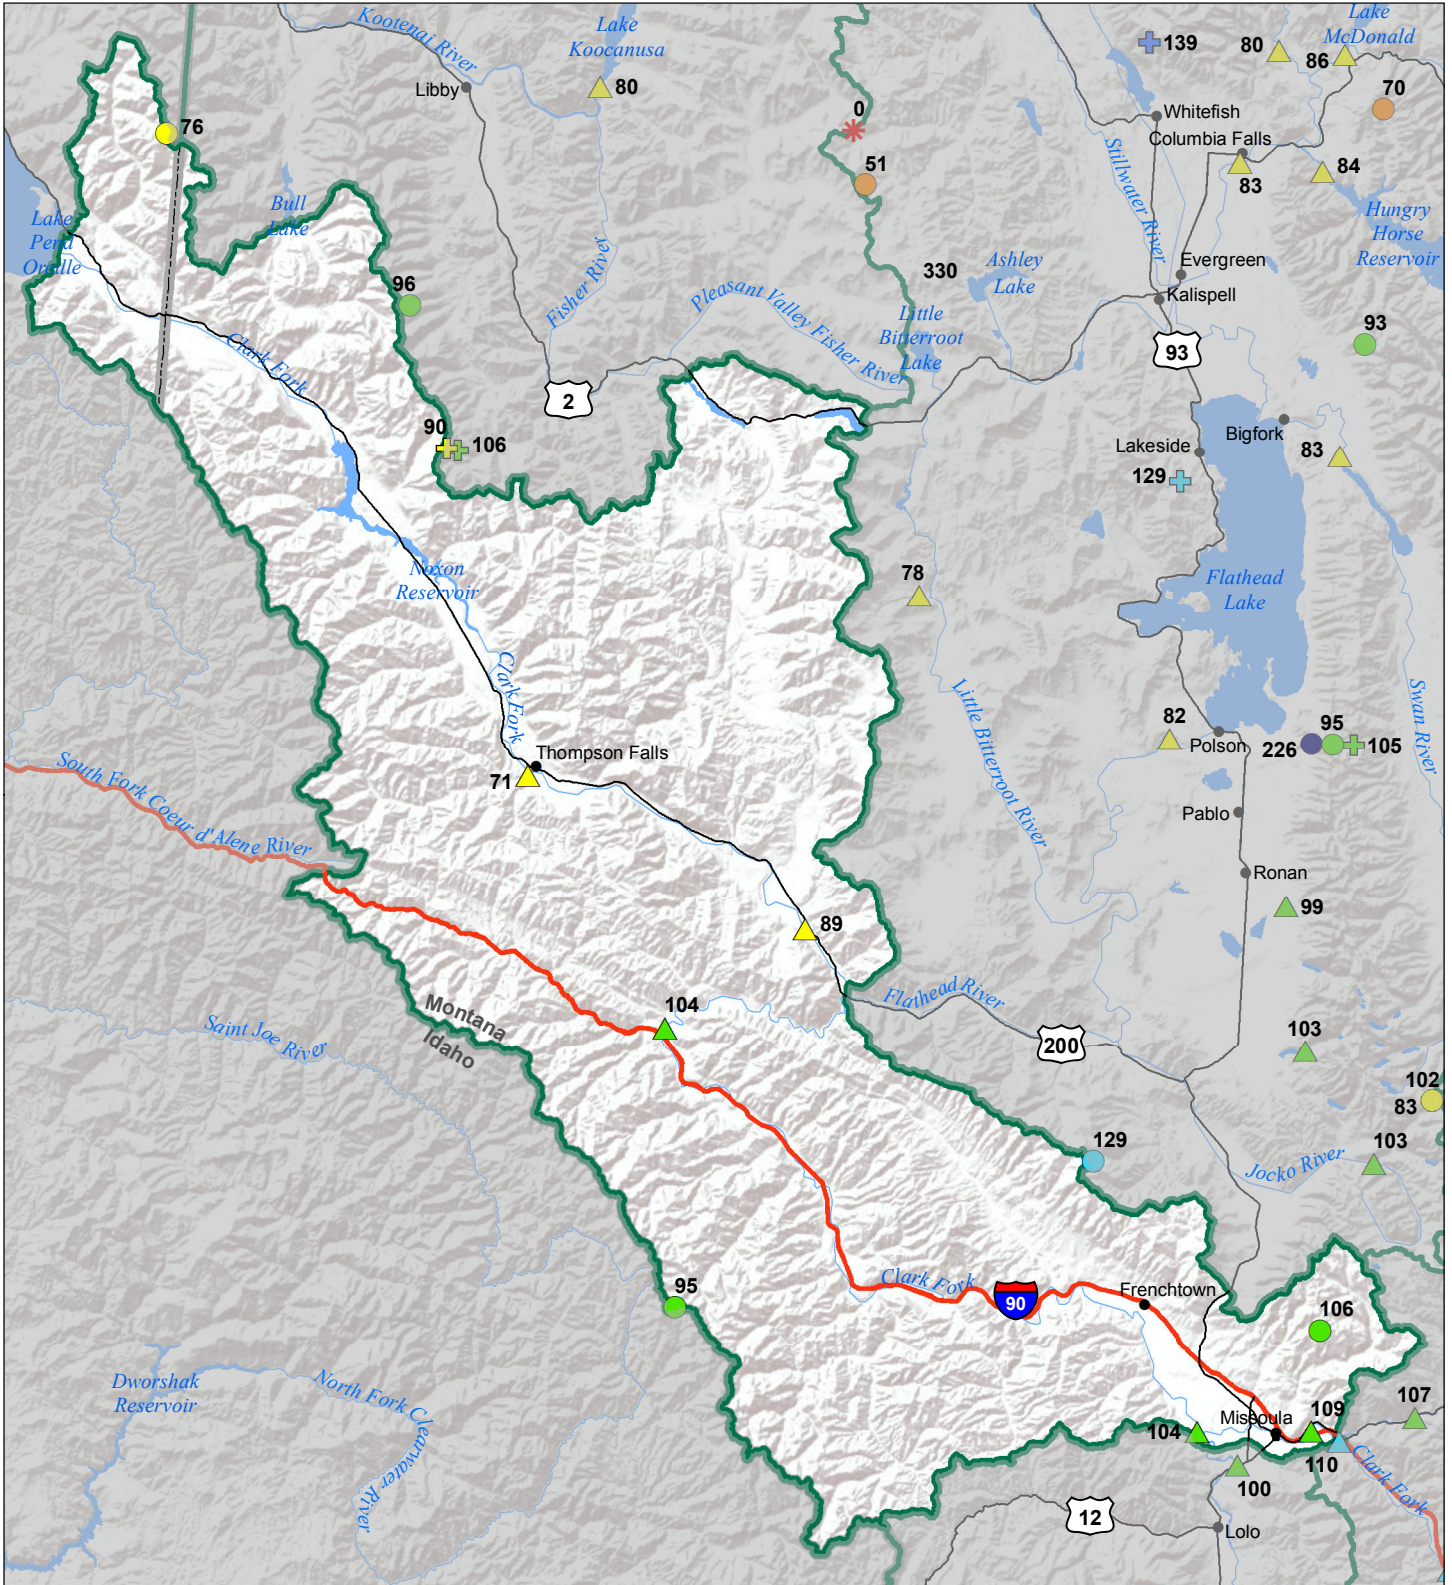 Kootenai River
Lake
Koocanusa
80
Libby
139
80
Lake
McDonald
86
70
Whitefish
Columbia Falls
83
84
76
0
51
Stillwater River
Hungry
Horse
Reservoir
Bull
Lake
Lake
Pend
Oreille
Fisher River
96
330
Ashley
Lake
Evergreen
Kalispell
Pleasant Valley Fisher River
Little
Bitterroot
Lake
93
93
Clark Fork
2
90
106
Lakeside
129
Bigfork
83
Noxon
Reservoir
78
Flathead
Lake
Clark Fork
Little Bitterroot River
Swan River
82
Polson
226
95
105
Thompson Falls
71
South Fork Coeur d'Alene River
Pablo
Ronan
99
89
Flathead River
Montana
Idaho
104
Saint Joe River
200
103
102
83
129
103
Jocko River
95
Clark Fork
90
Frenchtown
106
Dworshak
Reservoir
North Fork Clearwater River
107
Missoula
109
104
110
100
Clark Fork
12
Lolo